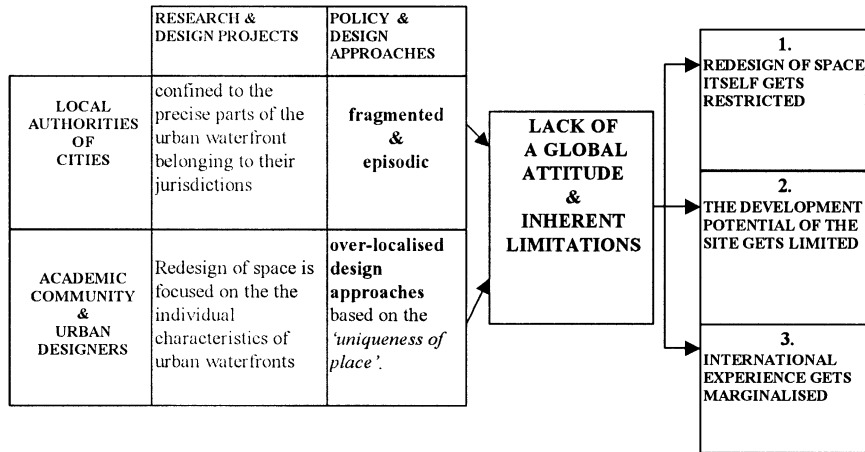 RESEARCH &
DESIGN PROJECTS
POLICY &
DESIGN
APPROACHES
LOCAL
AUTHORITIES
OF
CITIES
confined to the
precise parts of the
urban waterfront
belonging to their
jurisdictions
fragmented
&
episodic
ACADEMIC
COMMUNITY
&
URBAN
DESIGNERS
Redesign of space is
focused on the the
individual
characteristics of
urban waterfronts
over-localised
design
approaches
based on the
‘uniqueness of
place’.
LACK OF
A GLOBAL
ATTITUDE
&
INHERENT
LIMITATIONS
1.
REDESIGN OF SPACE
ITSELF GETS
RESTRICTED
2.
THE DEVELOPMENT
POTENTIAL OF THE
SITE GETS LIMITED
3.
INTERNATIONAL
EXPERIENCE GETS
MARGINALISED